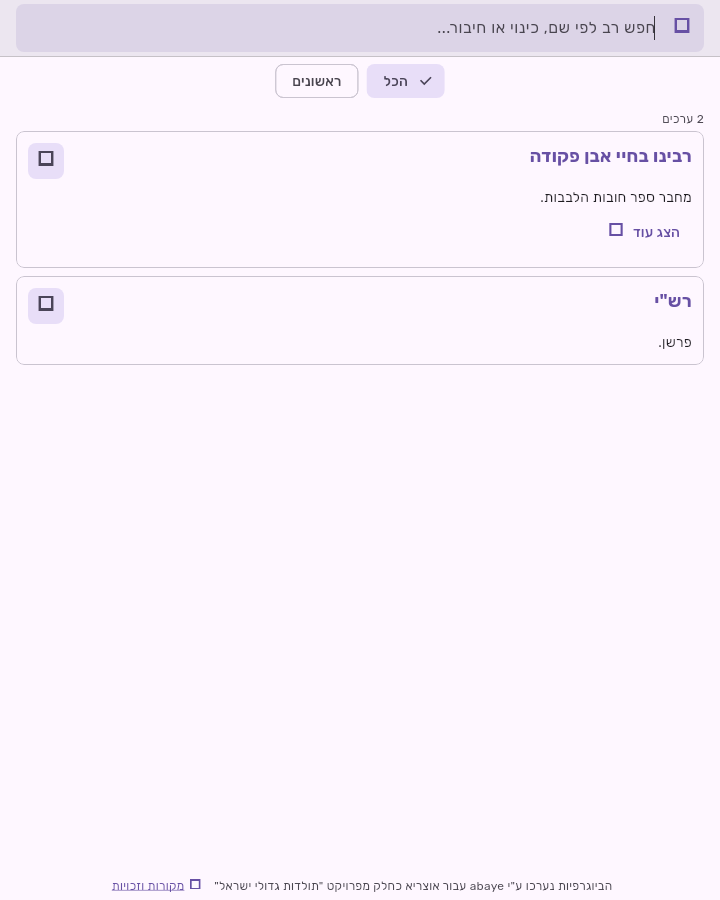 חפש רב לפי שם, כינוי או חיבור...
הכל
ראשונים
2 ערכים
רבינו בחיי אבן פקודה
מחבר ספר חובות הלבבות.
הצג עוד
רש"י
פרשן.
הביוגרפיות נערכו ע"י abaye עבור אוצריא כחלק מפרויקט "תולדות גדולי ישראל" מקורות וזכויות